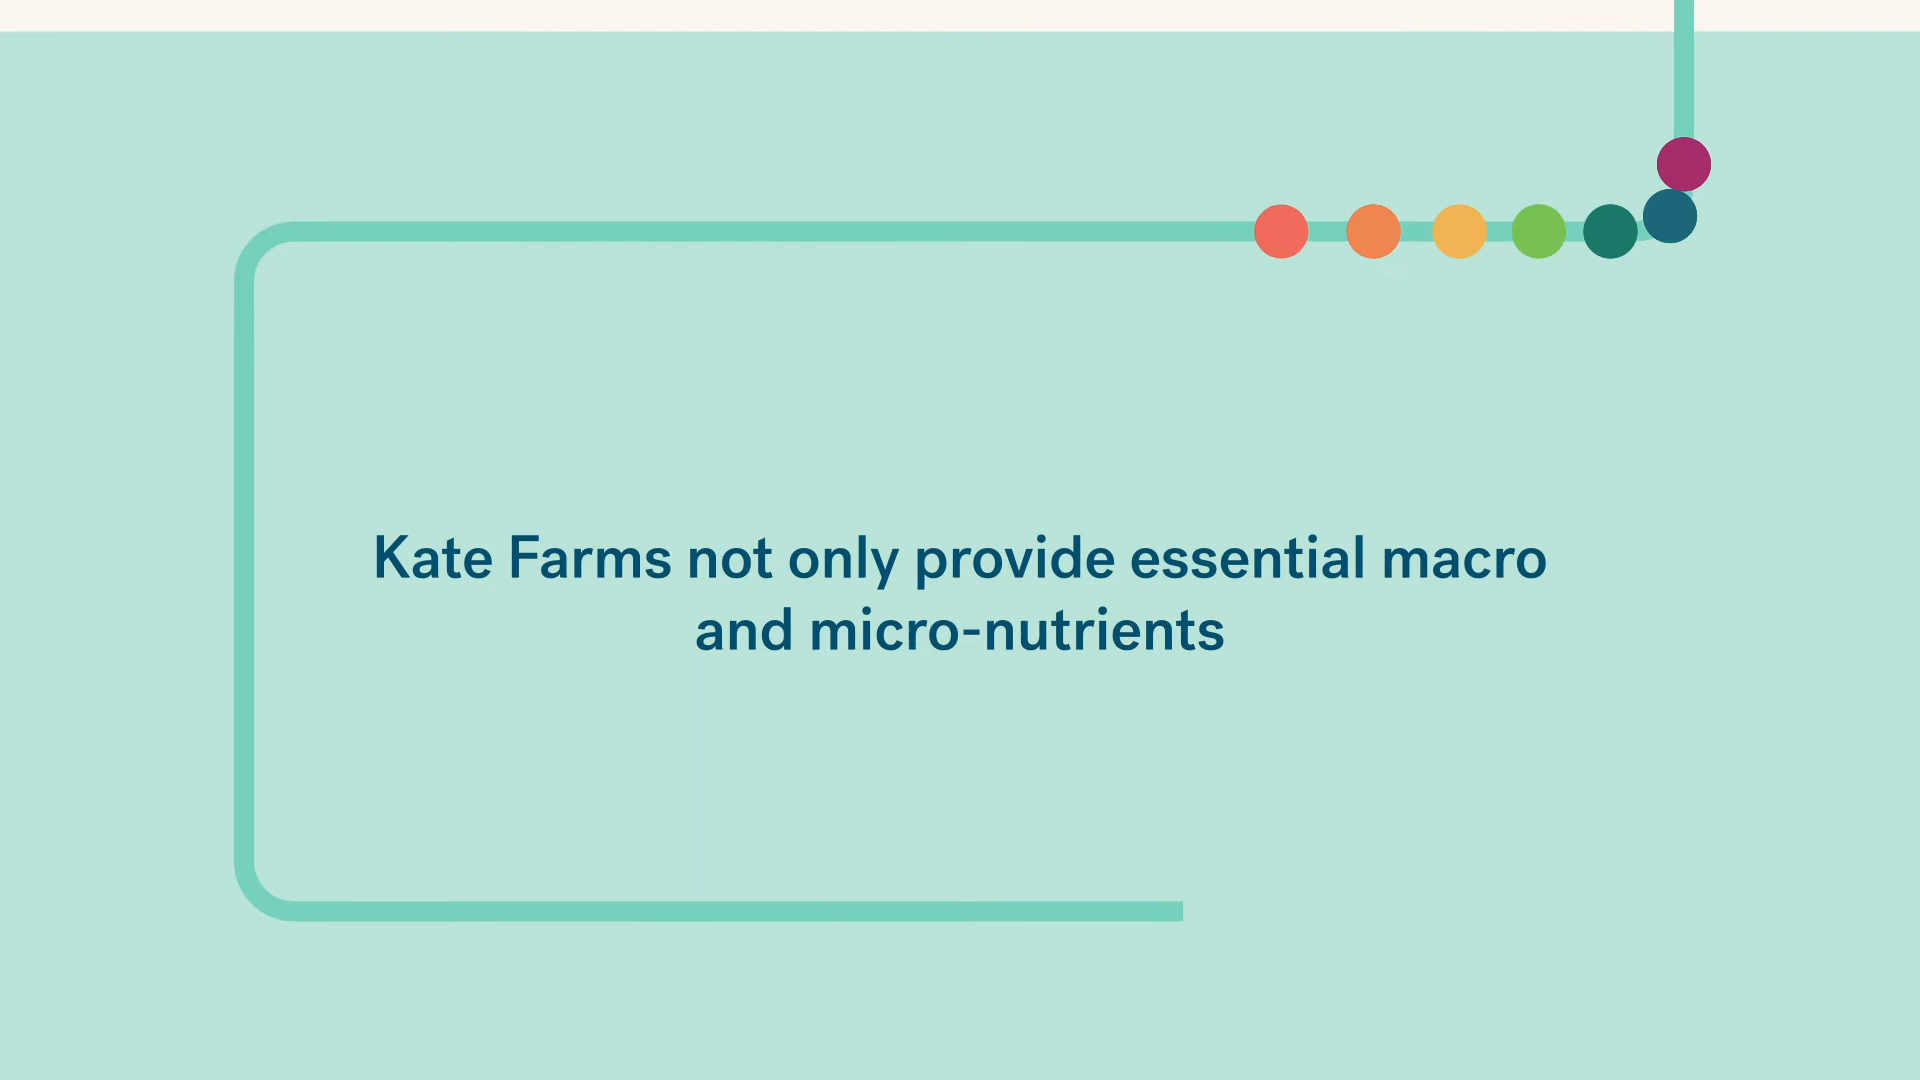 Kate Farms not only provide essential macro
and micro-nutrients